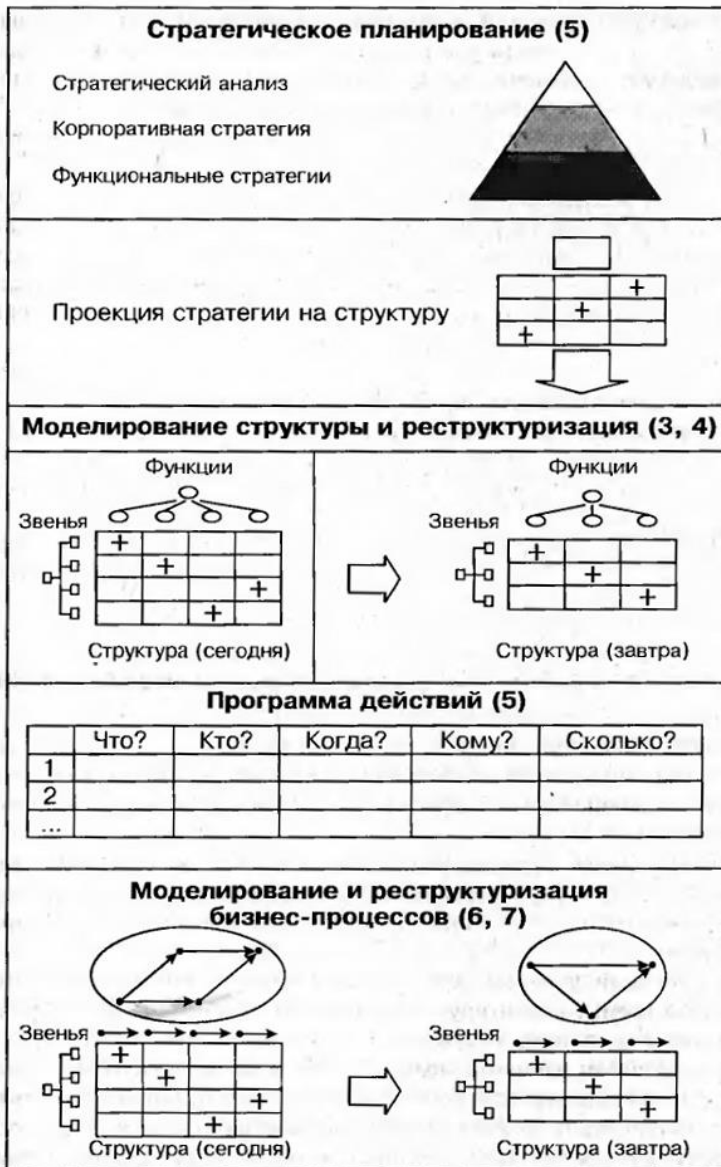 Стратегическое планирование (5)
Стратегический анализ
Корпоративная стратегия
Функциональные стратегии
Проекция стратегии на структуру
+
+
+
Моделирование структуры и реструктуризация (3, 4)
Функции
Звенья
+
+
+
+
Структура (сегодня)
Функции
Звенья
+
+
+
Структура (завтра)
Программа действий (5)
Что? Кто? Когда? Кому? Сколько?
1
2
...
Моделирование и реструктуризация
бизнес-процессов (6, 7)
Звенья
+
+
+
+
Структура (сегодня)
Звенья
+
+
+
Структура (завтра)